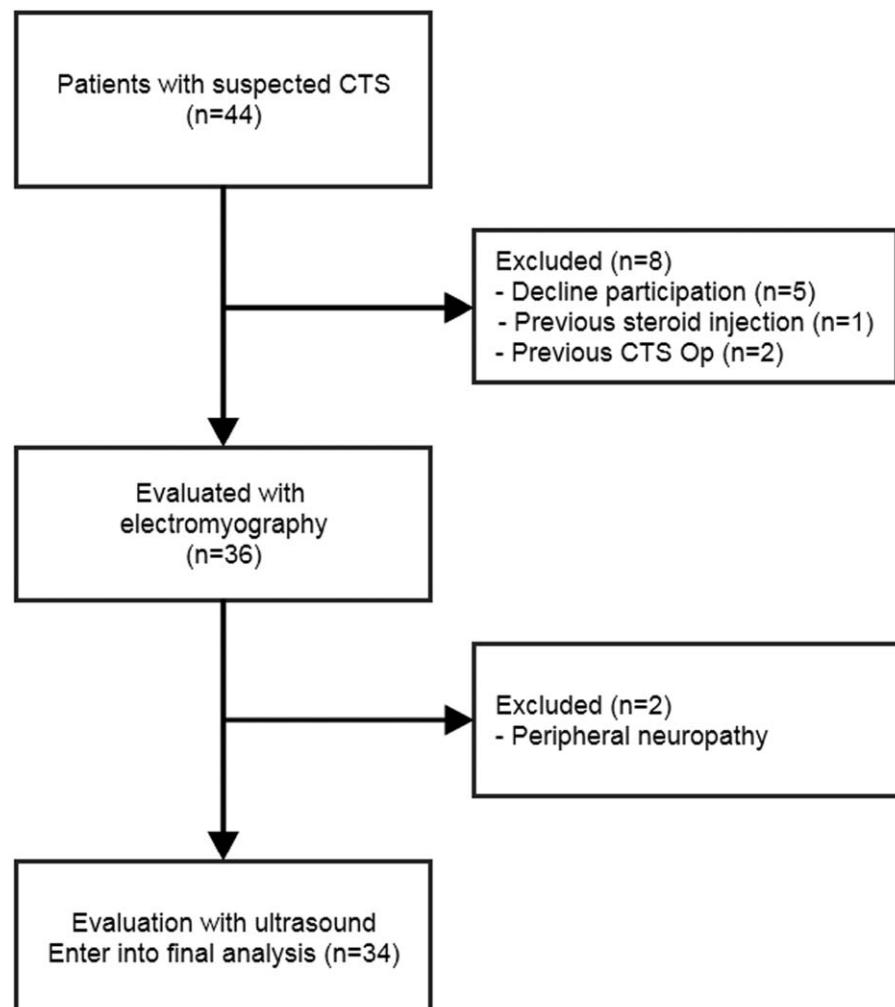 Patients with suspected CTS
(n=44)
Excluded (n=8)
- Decline participation (n=5)
- Previous steroid injection (n=1)
- Previous CTS Op (n=2)
Evaluated with
electromyography
(n=36)
Excluded (n=2)
- Peripheral neuropathy
Evaluation with ultrasound
Enter into final analysis (n=34)